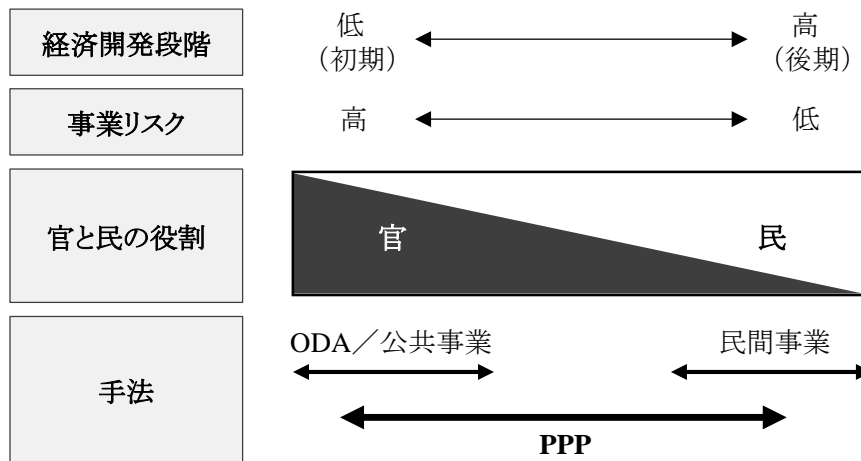 経済開発段階
低
（初期）
高
（後期）
事業リスク
高
低
官と民の役割
官
民
手法
ODA／公共事業
民間事業
PPP